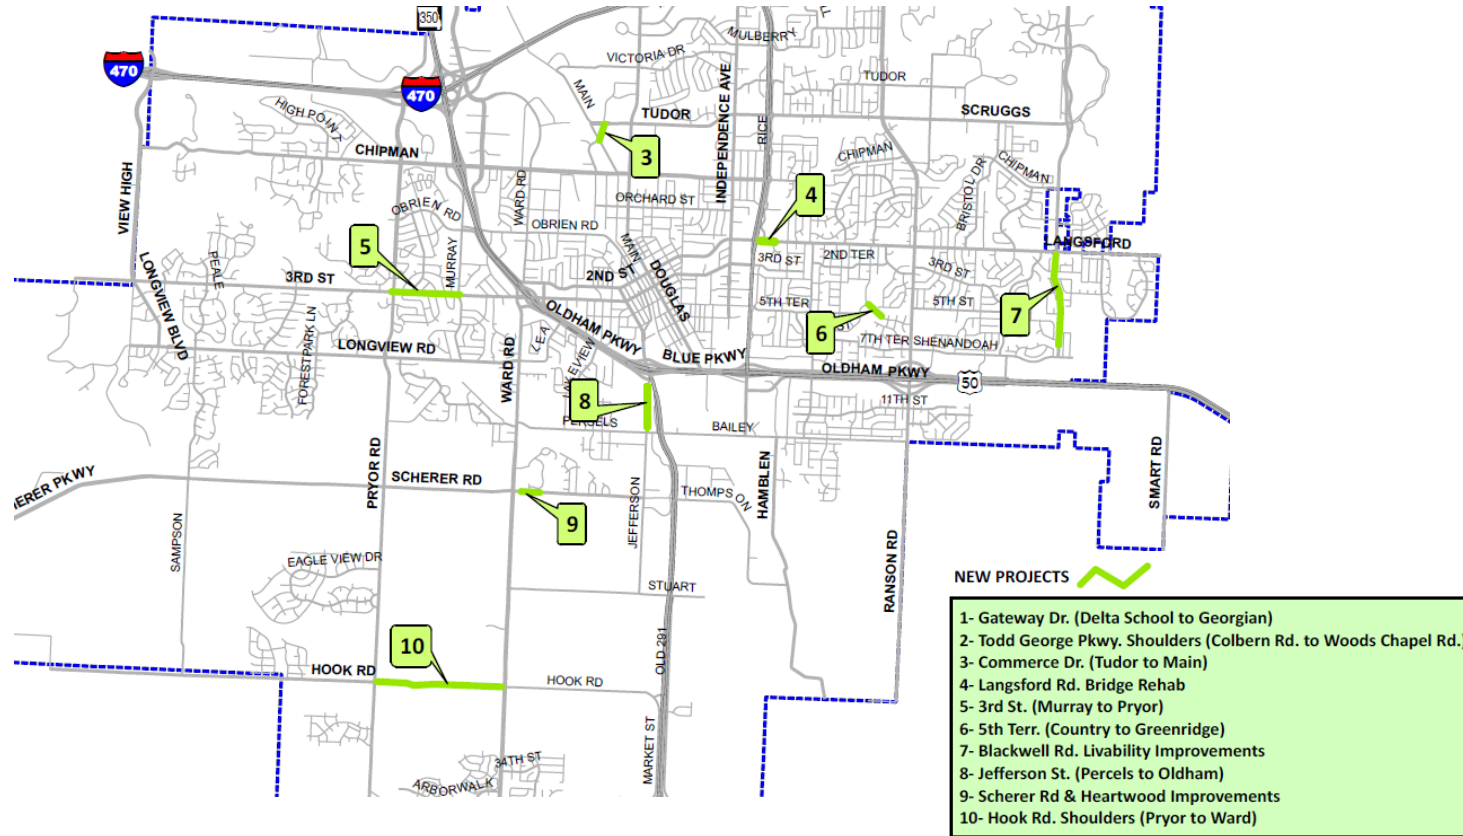 350
MULBERRY
VICTORIA DR
470
470
MAIN
TUDOR
HIGH POINT
TUDOR
SCRUGGS
INDEPENDENCE AVE
RICE
3
CHIPMAN
CHIPMAN
CHIPMAN
VIEW HIGH
WARD RD
ORCHARD ST
4
BRISTOL DR
OBRIEN RD
OBRIEN RD
5
MURRAY
MAIN
LANGSFORD
PEALE
3RD ST
2ND ST
DOUGLAS
3RD ST
2ND TER
3RD ST
LONGVIEW BLVD
FORESTPARK LN
OLDHAM PKWY
5TH TER
5TH ST
7
6
ST
7TH TER SHENANDOAH
LONGVIEW RD
WARD RD
LEA
LAKEVIEW
BLUE PKWY
OLDHAM PKWY
50
8
11TH ST
PERSELS
BAILEY
PRYOR RD
SMART RD
HERER PKWY
SCHERER RD
JEFFERSON
THOMPSON
HAMBLEN
9
SAMPSON
EAGLE VIEW DR
RANSON RD
STUART
NEW PROJECTS
10
OLD 291
HOOK RD
HOOK RD
MARKET ST
34TH ST
ARBORWALK
1- Gateway Dr. (Delta School to Georgian)
2- Todd George Pkwy. Shoulders (Colbern Rd. to Woods Chapel Rd.)
3- Commerce Dr. (Tudor to Main)
4- Langsford Rd. Bridge Rehab
5- 3rd St. (Murray to Pryor)
6- 5th Terr. (Country to Greenridge)
7- Blackwell Rd. Livability Improvements
8- Jefferson St. (Percels to Oldham)
9- Scherer Rd & Heartwood Improvements
10- Hook Rd. Shoulders (Pryor to Ward)